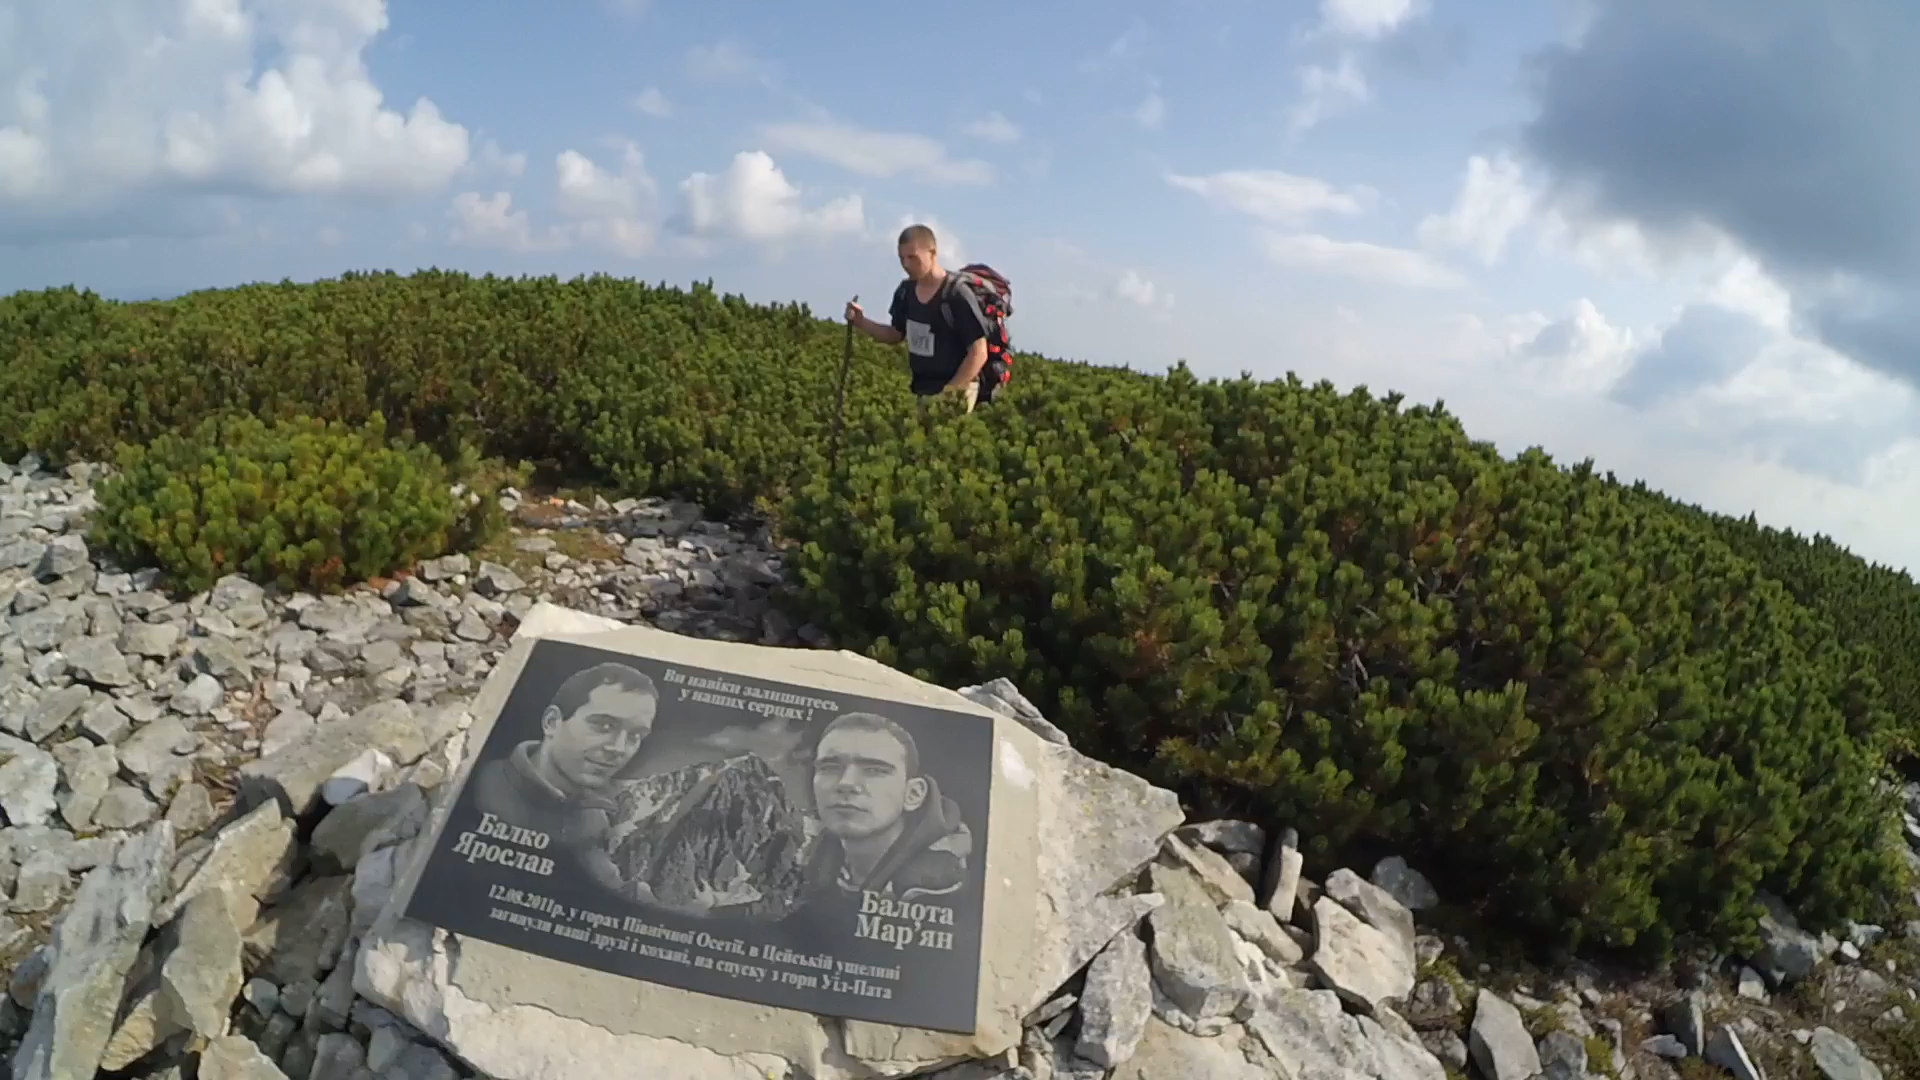 Ви навіки залишитесь
у наших серцях !
Балко
Ярослав
Балота
Мар'ян
12.08.2011р. у горах Північної Осетії, в Цейській ущелині
загинули наші друзі і кохані, на спуску з гори Уіл-Пата